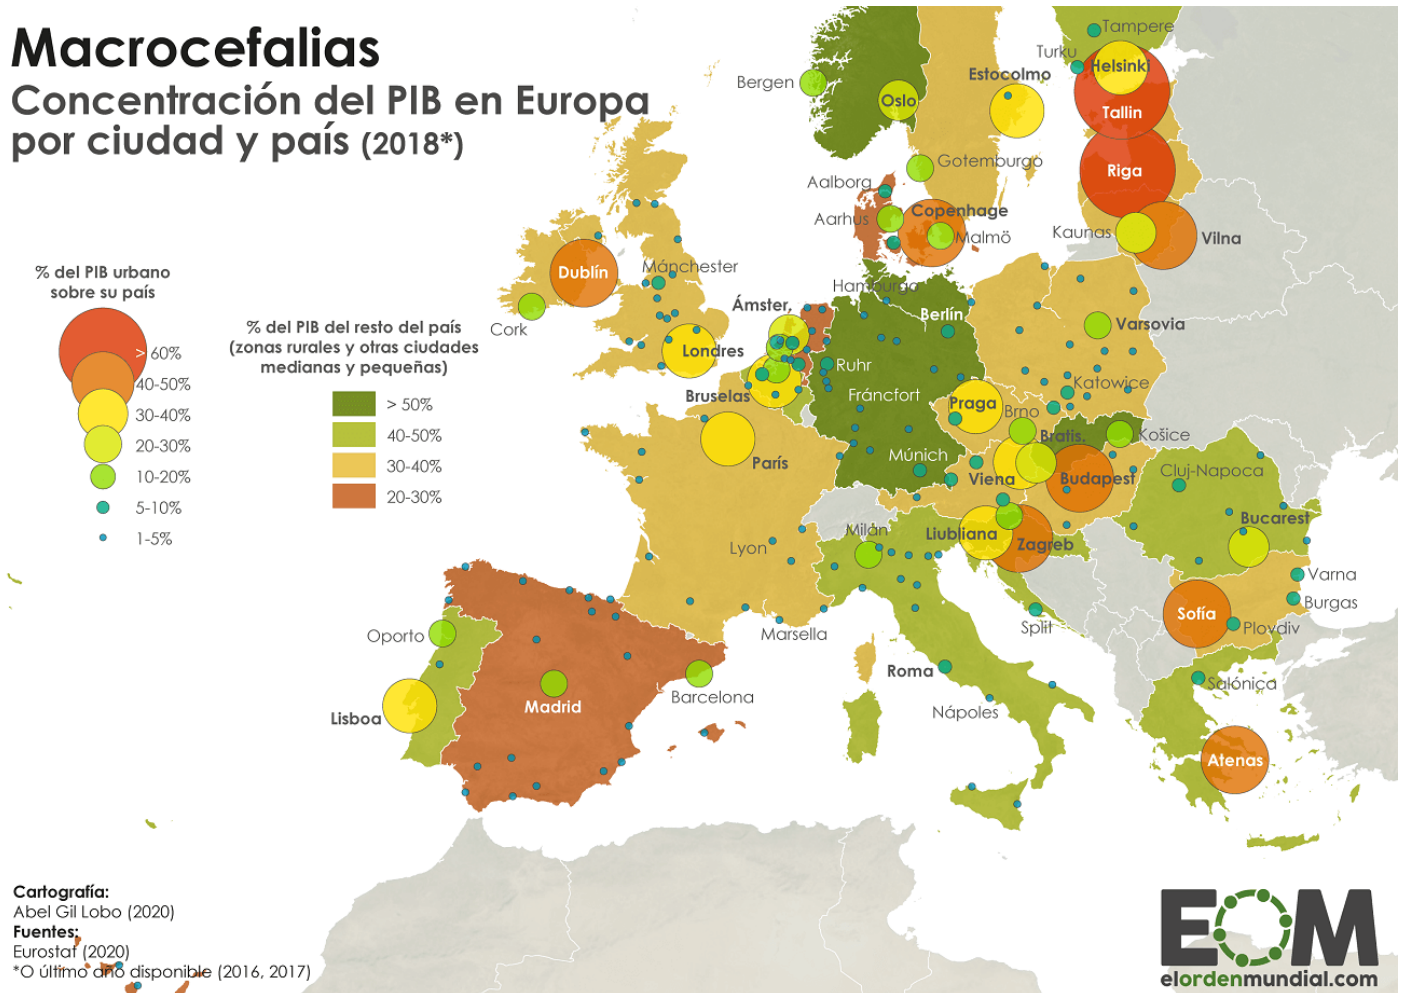 Macrocefalias
Concentración del PIB en Europa
por ciudad y país (2018*)
% del PIB urbano
sobre su país
> 60%
40-50%
30-40%
20-30%
10-20%
5-10%
1-5%
% del PIB del resto del país
(zonas rurales y otras ciudades
medianas y pequeñas)
> 50%
40-50%
30-40%
20-30%
Tampere
Turku
Helsinki
Estocolmo
Bergen
Oslo
Tallin
Gotemburgo
Riga
Aalborg
Aarhus
Copenhage
Malmö
Kaunas
Vilna
Dublín
Mánchester
Cork
Hamburgo
Ámster.
Berlín
Varsovia
Londres
Ruhr
Bruselas
Fráncfort
Katowice
Praga
Brno
Bratis.
Košice
París
Múnich
Viena
Budapest
Cluj-Napoca
Bucarest
Milán
Liubliana
Zagreb
Lyon
Varna
Burgas
Sofía
Plovdiv
Split
Oporto
Marsella
Roma
Salónica
Barcelona
Madrid
Lisboa
Nápoles
Atenas
Cartografía:
Abel Gil Lobo (2020)
Fuentes:
Eurostat (2020)
*O último año disponible (2016, 2017)
EOM
elordenmundial.com